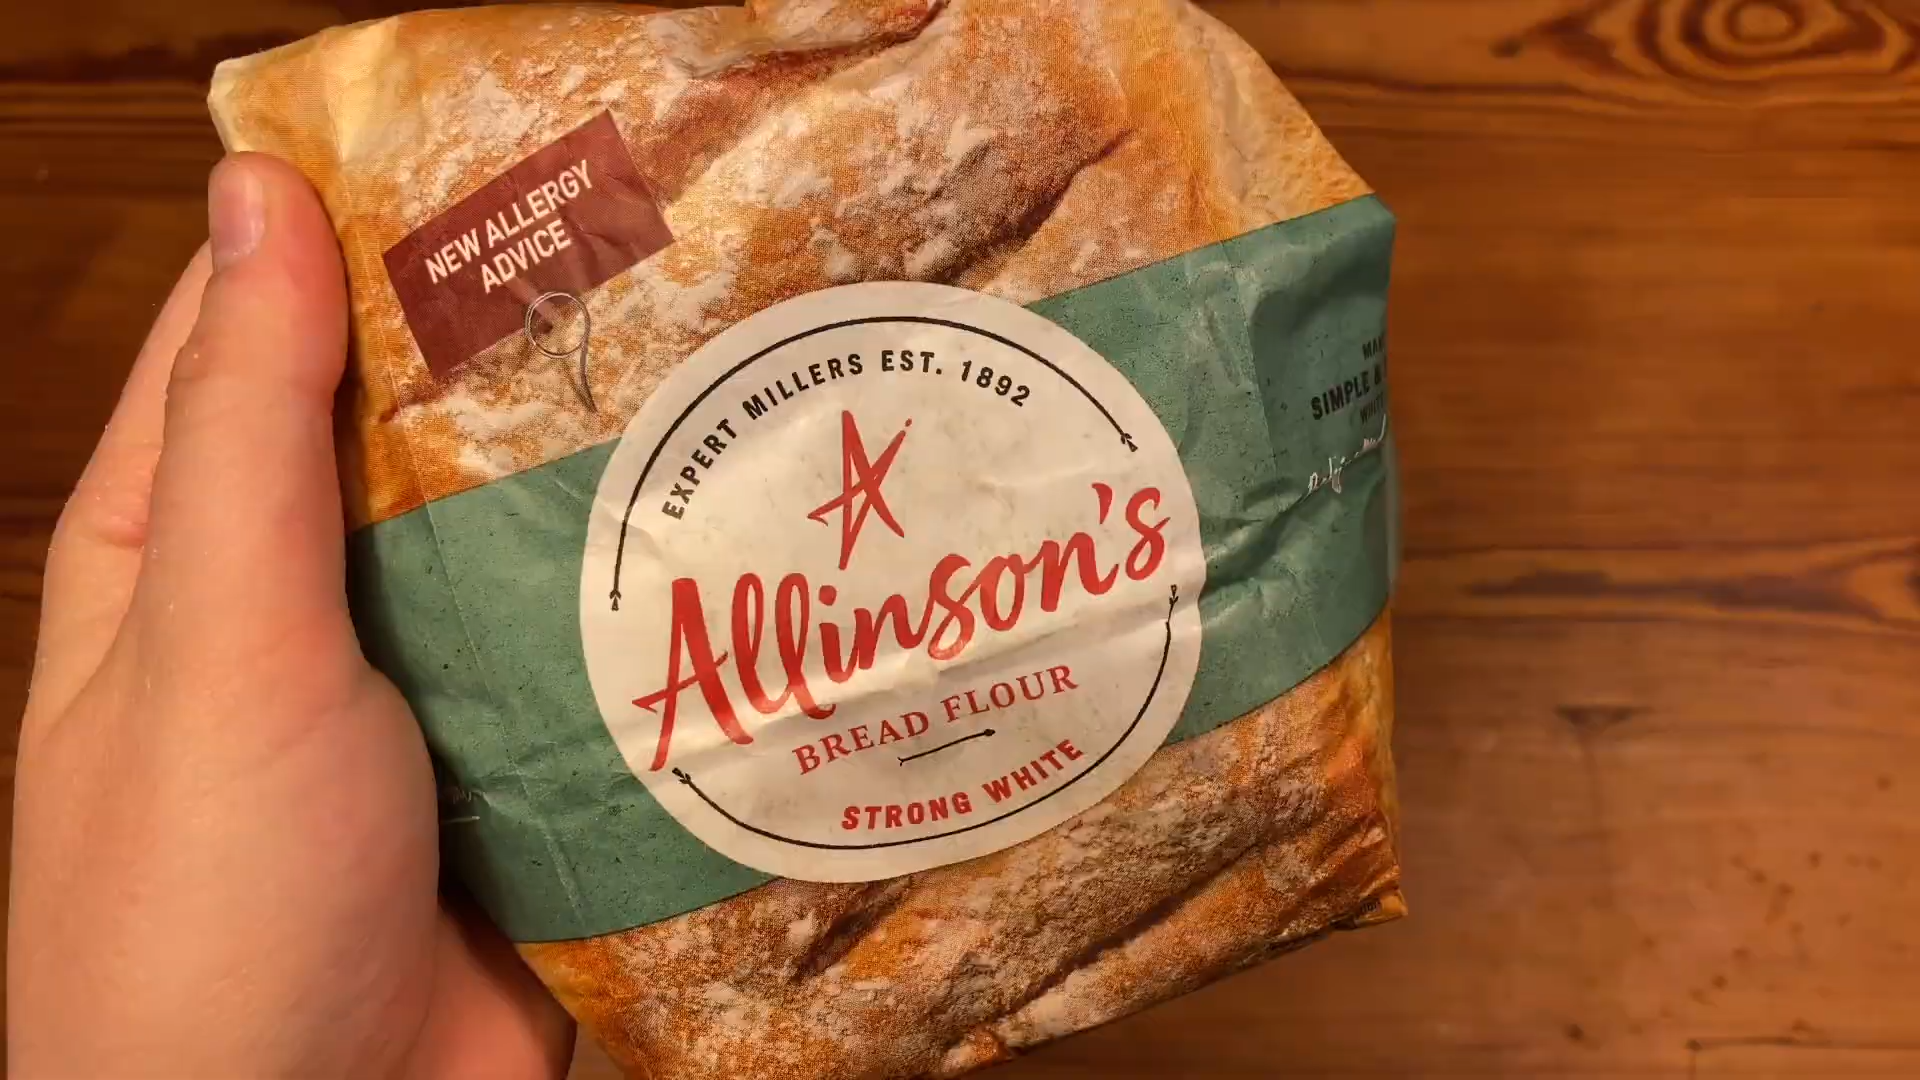 NEW ALLERGY
ADVICE
EXPERT MILLERS EST. 1892
Allinson's
BREAD FLOUR
STRONG WHITE
SIMPLE &